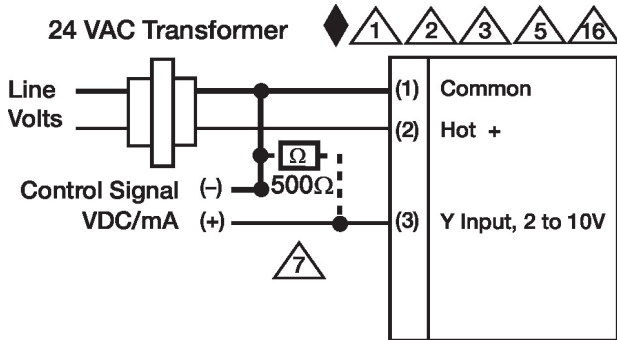 24 VAC Transformer
1 2 3 5 16
Line Volts
(1) Common
(2) Hot +
Ω
500Ω
Control Signal (-)
VDC/mA (+)
(3) Y Input, 2 to 10V
7